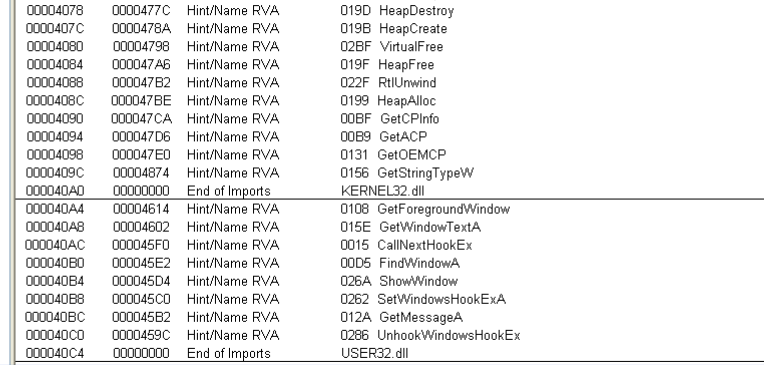 00004078 0000477C Hint/Name RVA 019D HeapDestroy
0000407C 0000478A Hint/Name RVA 019B HeapCreate
00004080 00004798 Hint/Name RVA 02BF VirtualFree
00004084 000047A6 Hint/Name RVA 019F HeapFree
00004088 000047B2 Hint/Name RVA 022F RtlUnwind
0000408C 000047BE Hint/Name RVA 0199 HeapAlloc
00004090 000047CA Hint/Name RVA 00BF GetCPInfo
00004094 000047D6 Hint/Name RVA 00B9 GetACP
00004098 000047E0 Hint/Name RVA 0131 GetOEMCP
0000409C 00004874 Hint/Name RVA 0156 GetStringTypeW
000040A0 00000000 End of Imports KERNEL32.dll
000040A4 00004614 Hint/Name RVA 0108 GetForegroundWindow
000040A8 00004602 Hint/Name RVA 015E GetWindowTextA
000040AC 000045F0 Hint/Name RVA 0015 CallNextHookEx
000040B0 000045E2 Hint/Name RVA 00D5 FindWindowA
000040B4 000045D4 Hint/Name RVA 026A ShowWindow
000040B8 000045C0 Hint/Name RVA 0262 SetWindowsHookExA
000040BC 000045B2 Hint/Name RVA 012A GetMessageA
000040C0 0000459C Hint/Name RVA 0286 UnhookWindowsHookEx
000040C4 00000000 End of Imports USER32.dll